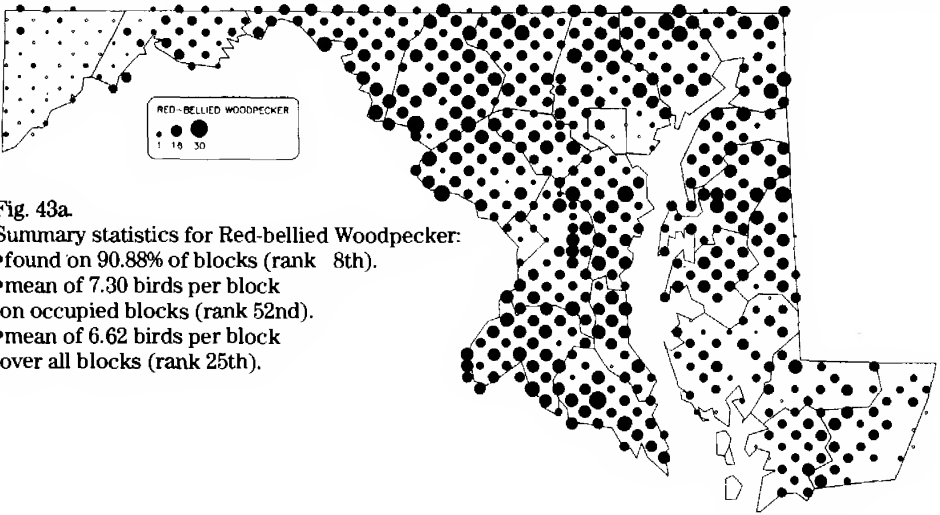 RED-BELLIED WOODPECKER
1 16 30
Fig. 43a.
Summary statistics for Red-bellied Woodpecker:
•found on 90.88% of blocks (rank 8th).
•mean of 7.30 birds per block
on occupied blocks (rank 52nd).
•mean of 6.62 birds per block
over all blocks (rank 25th).